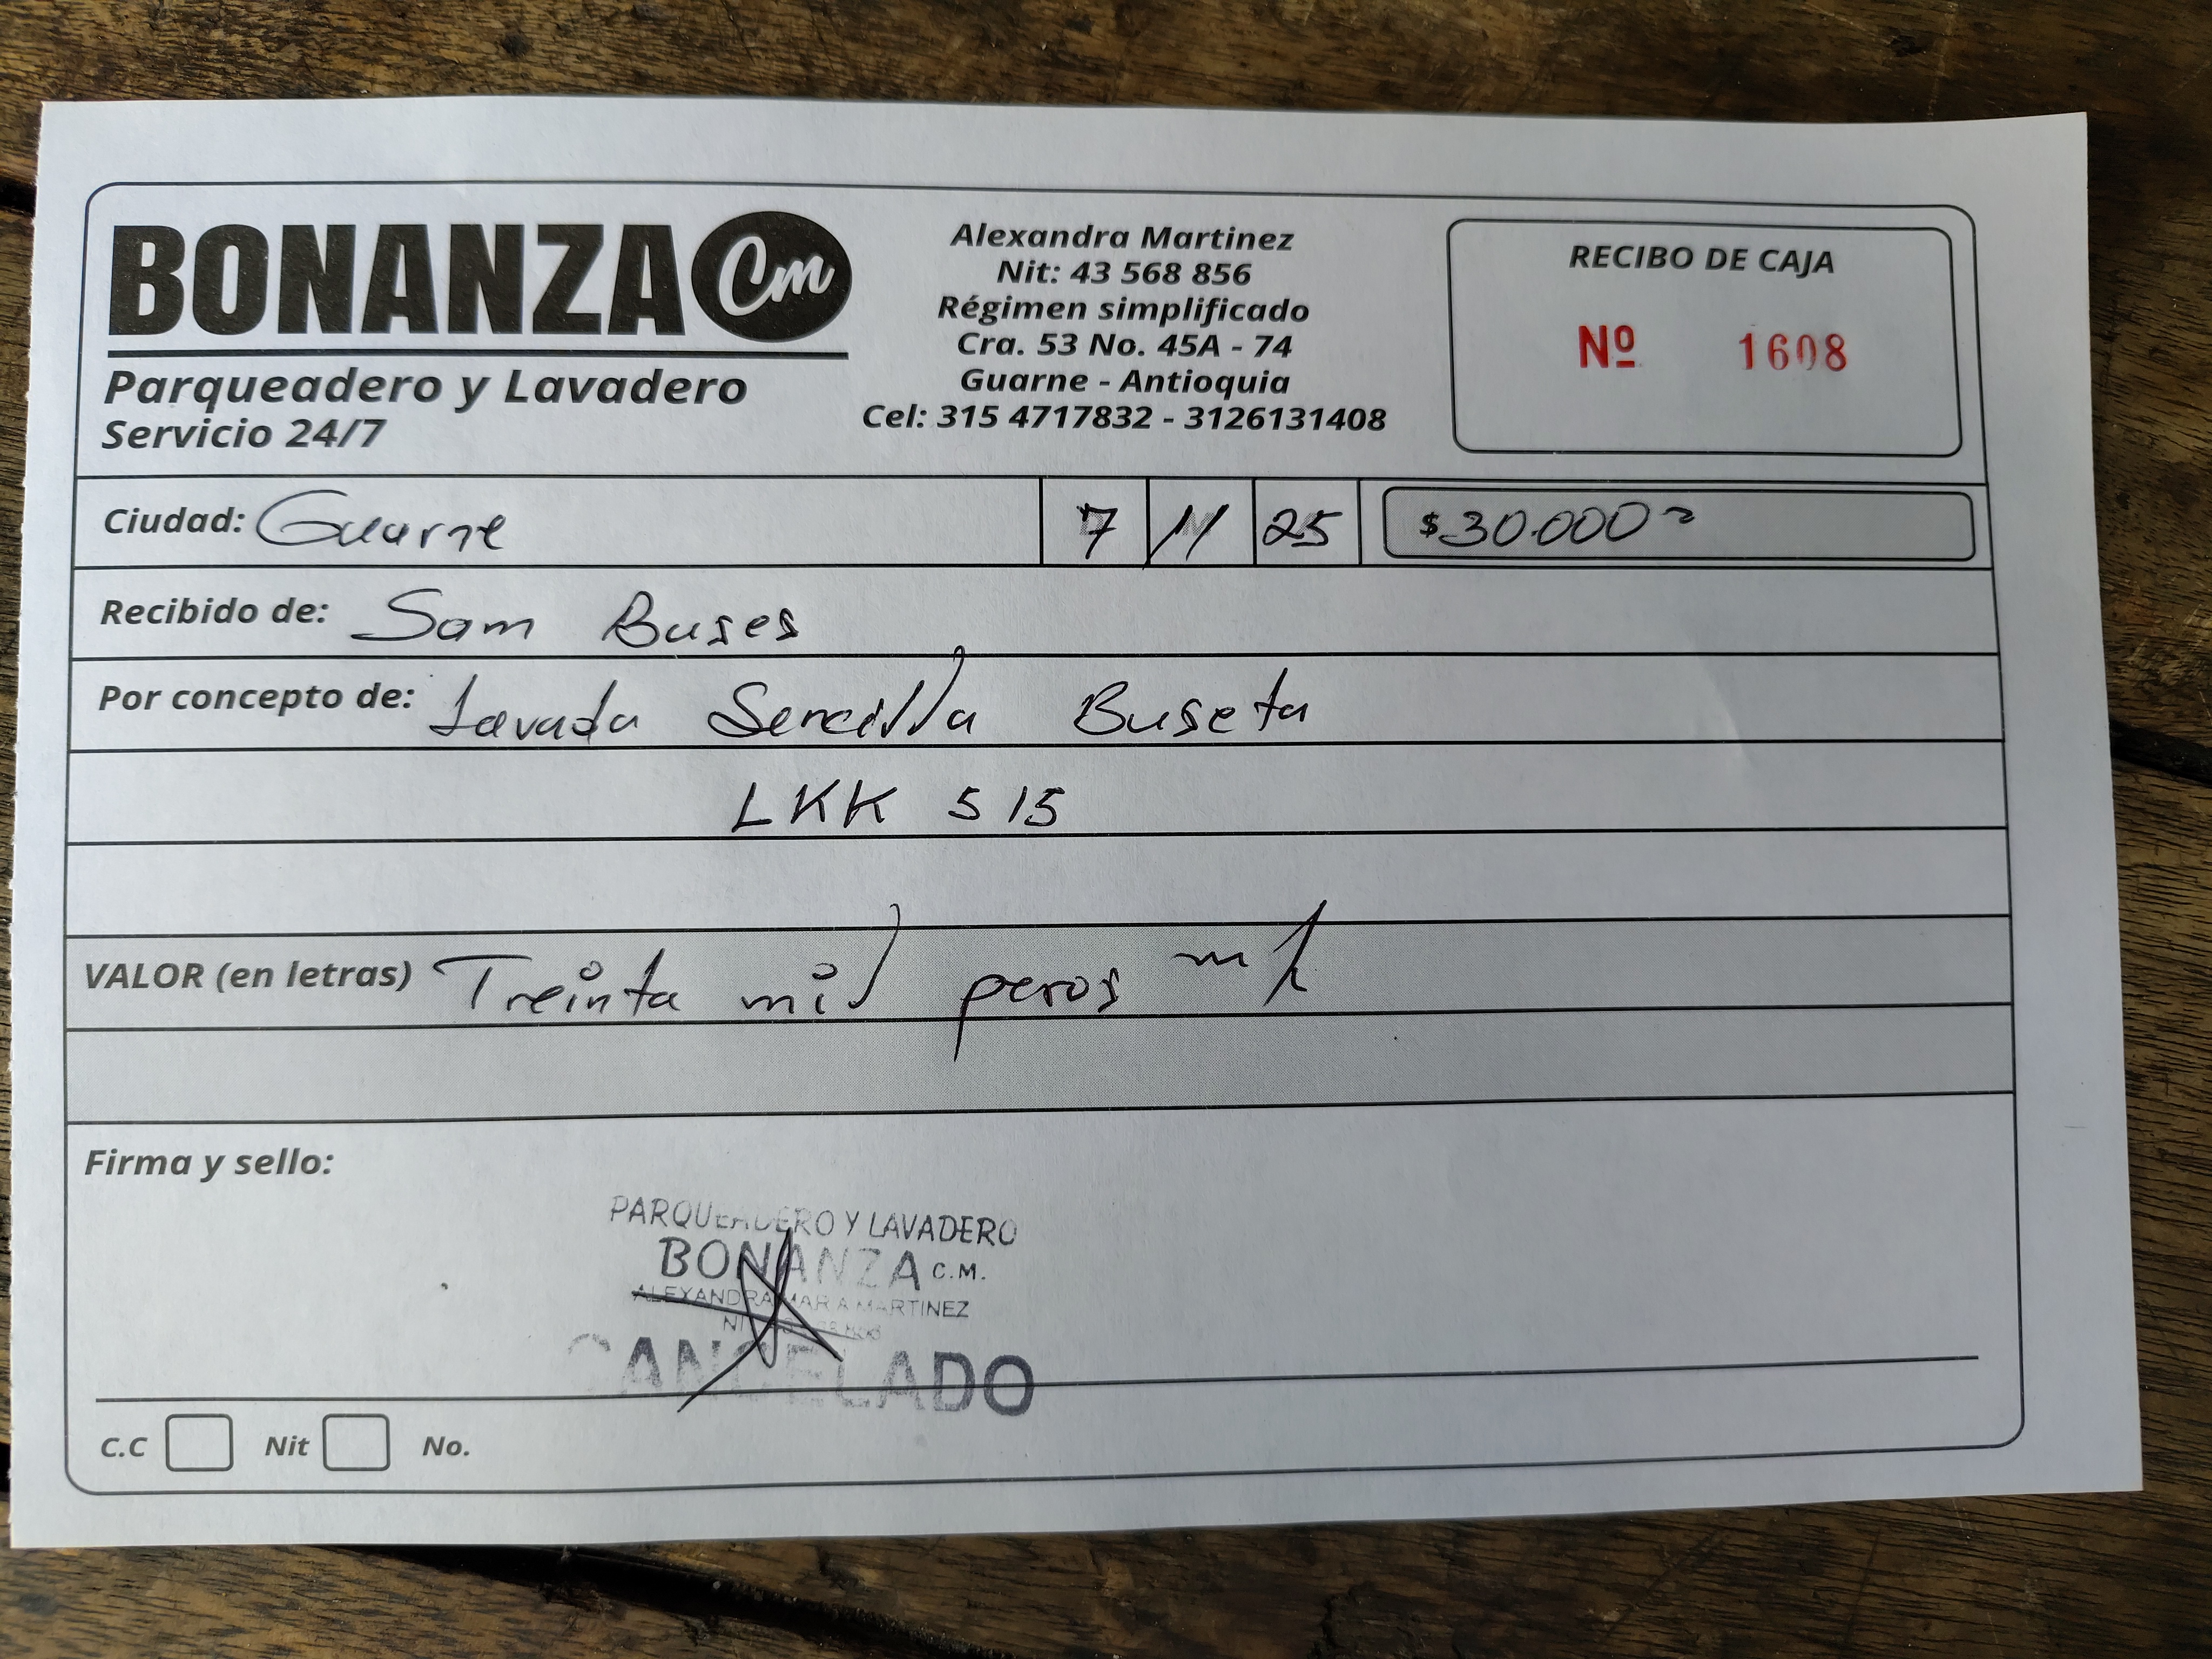 BONANZA Cm
Parqueadero y Lavadero
Servicio 24/7
Alexandra Martinez
Nit: 43 568 856
Régimen simplificado
Cra. 53 No. 45A - 74
Guarne - Antioquia
Cel: 315 4717832 - 3126131408
RECIBO DE CAJA
Nº 1608
Ciudad: Guarne 7 11 25 $30.000
Recibido de: Sam Buses
Por concepto de: Lavada Sencilla Buseta
LKK 515
VALOR (en letras) Treinta mil pesos m/l
Firma y sello:
PARQUEADERO Y LAVADERO
BONANZA C.M.
ALEXANDRA MARTINEZ
CANCELADO
C.C Nit No.